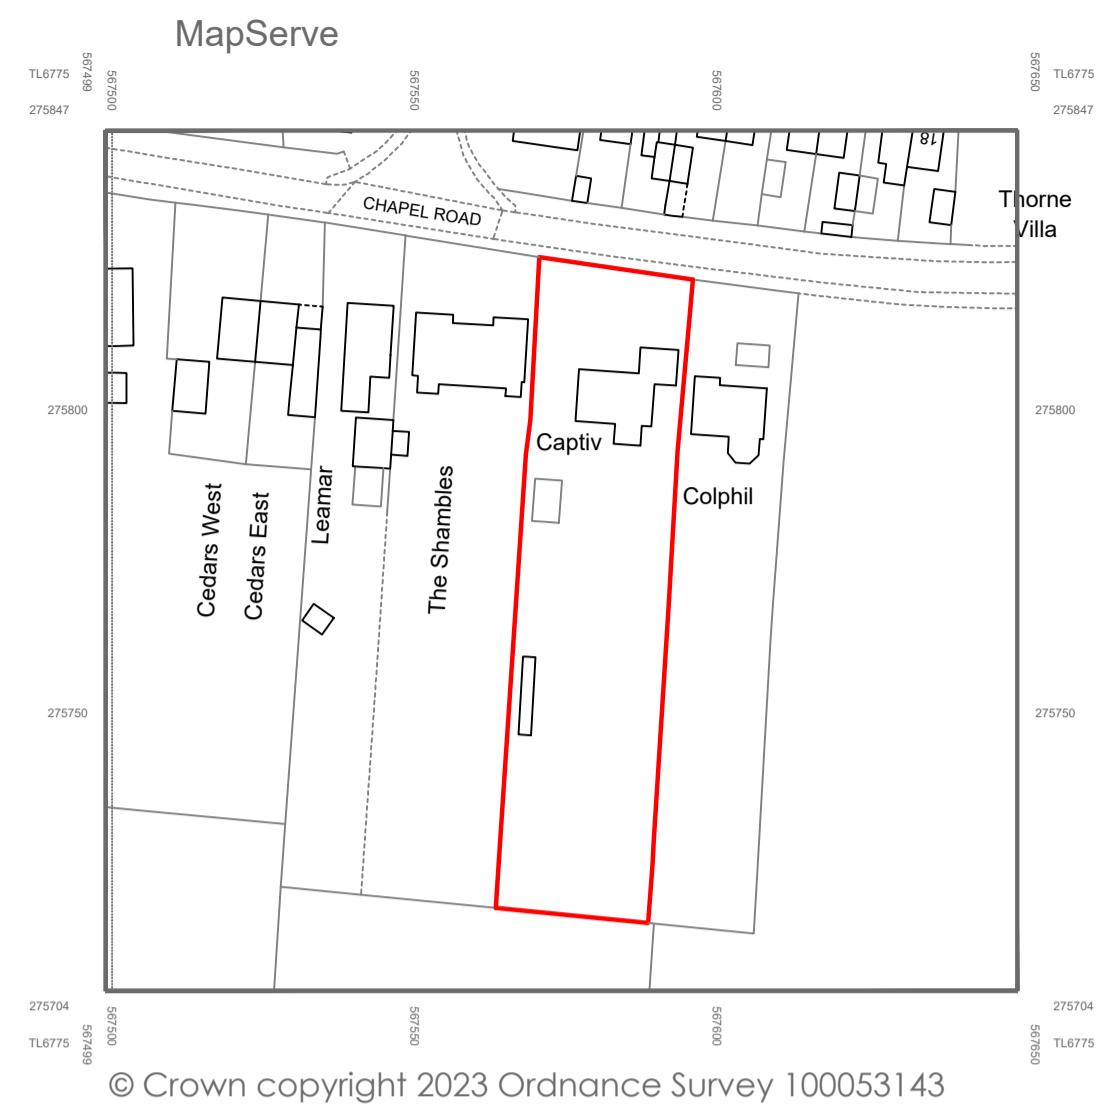 MapServe
567499
567500
567550
567600
567650
TL6775
TL6775
275847
275847
18
CHAPEL ROAD
Thorne
Villa
275800
275800
Captiv
Colphil
Leamar
The Shambles
Cedars West
Cedars East
275750
275750
275704
275704
TL6775
TL6775
567499
567500
567550
567600
567650
© Crown copyright 2023 Ordnance Survey 100053143